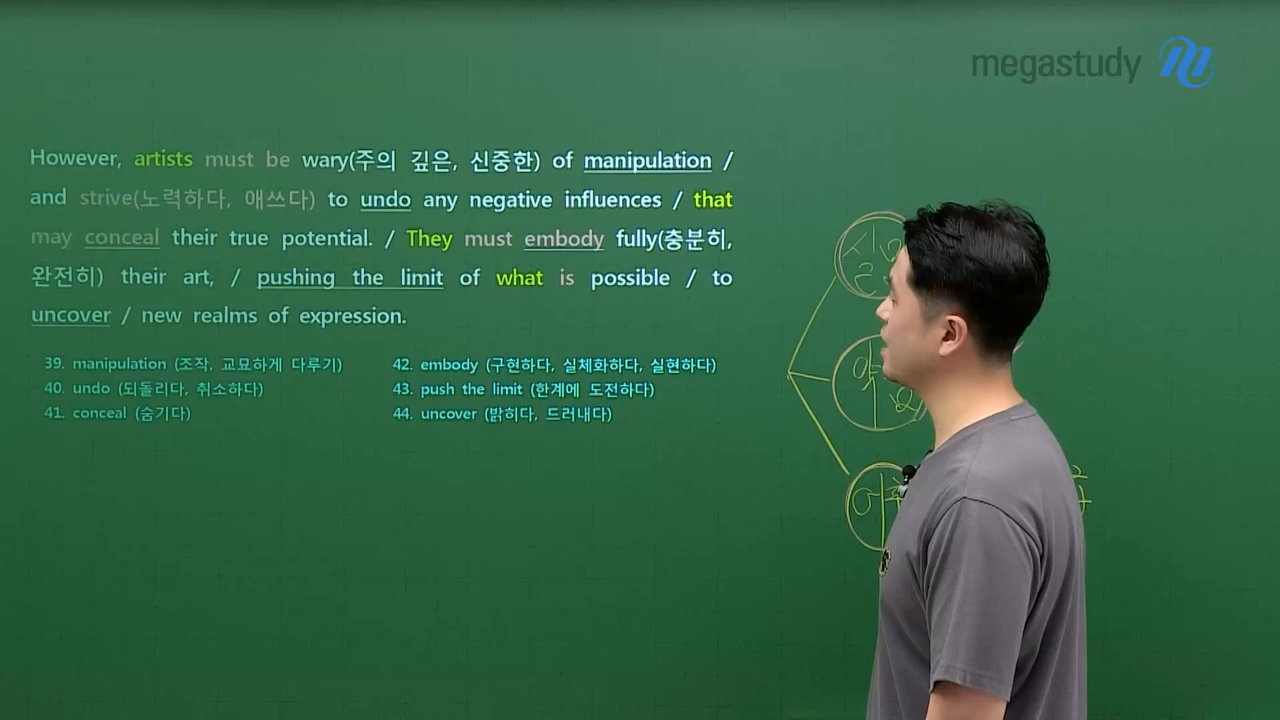 megastudy
However, artists must be wary(주의 깊은, 신중한) of manipulation /
and strive(노력하다, 애쓰다) to undo any negative influences / that
may conceal their true potential. / They must embody fully(충분히,
완전히) their art, / pushing the limit of what is possible / to
uncover / new realms of expression.
39. manipulation (조작, 교묘하게 다루기)
40. undo (되돌리다, 취소하다)
41. conceal (숨기다)
42. embody (구현하다, 실체화하다, 실현하다)
43. push the limit (한계에 도전하다)
44. uncover (밝히다, 드러내다)